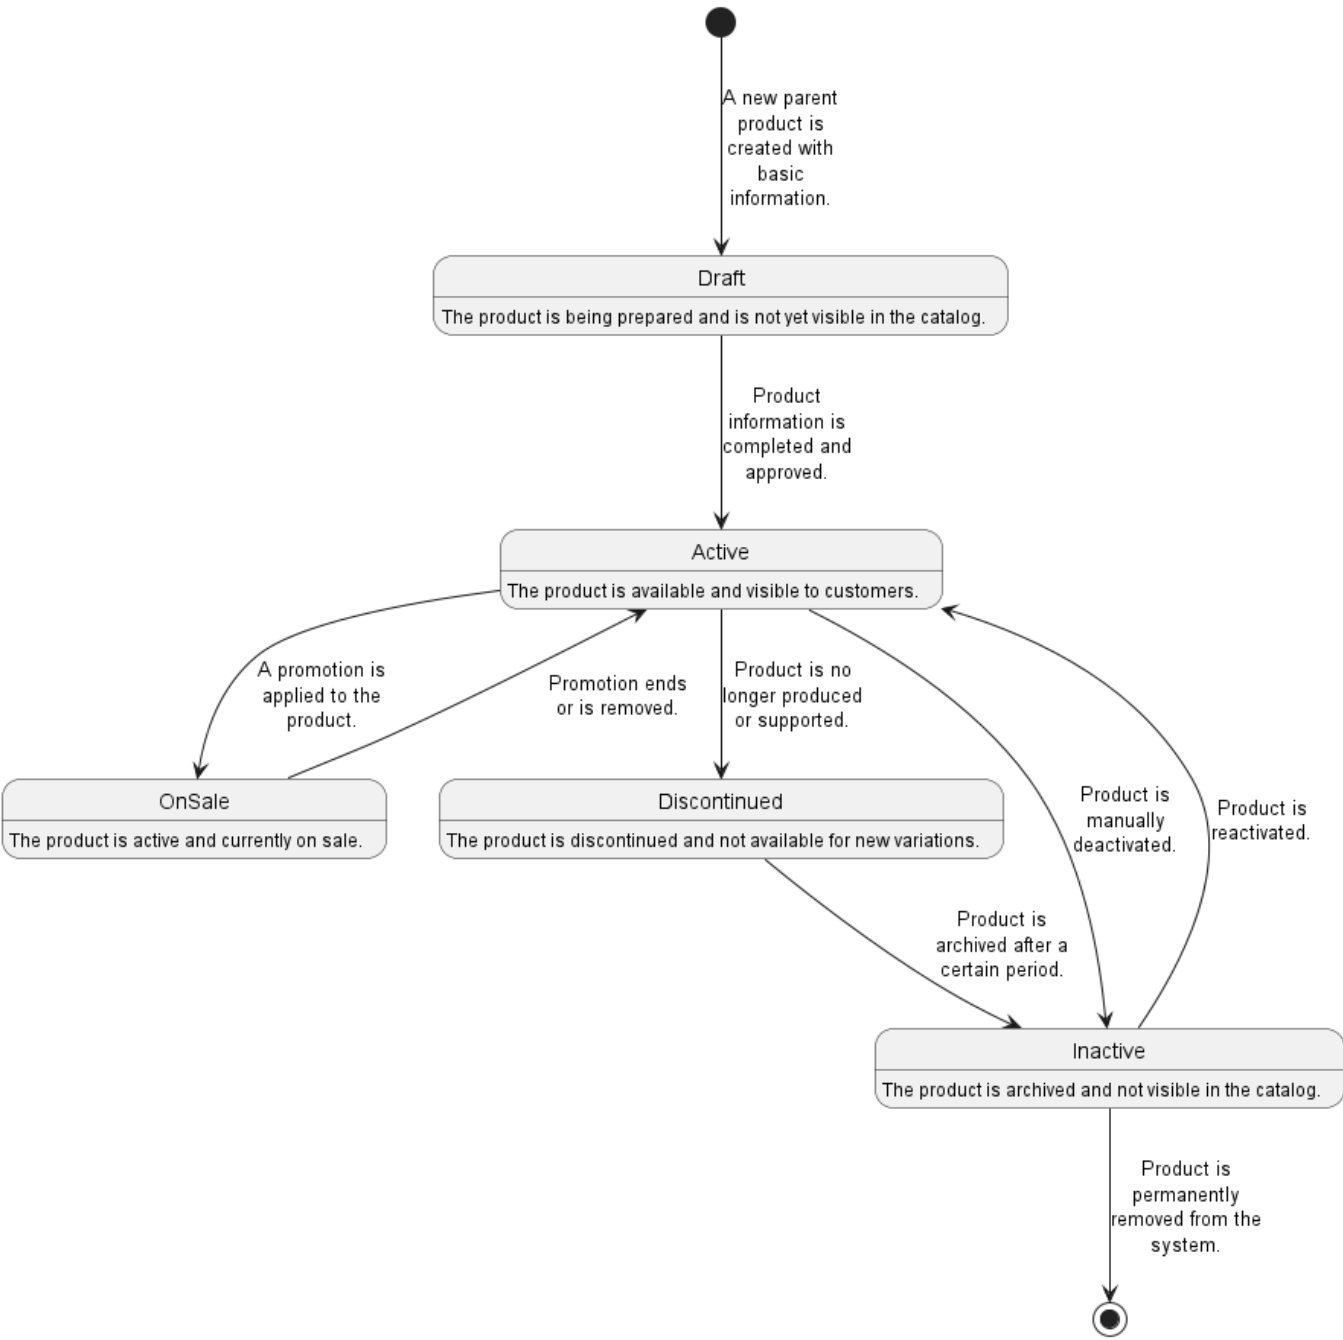 A new parent
product is
created with
basic
information.
Draft
The product is being prepared and is not yet visible in the catalog.
Product
information is
completed and
approved.
Active
The product is available and visible to customers.
A promotion is
applied to the
product.
Promotion ends
or is removed.
Product is no
longer produced
or supported.
Product is
manually
deactivated.
Product is
reactivated.
OnSale
The product is active and currently on sale.
Discontinued
The product is discontinued and not available for new variations.
Product is
archived after a
certain period.
Inactive
The product is archived and not visible in the catalog.
Product is
permanently
removed from the
system.